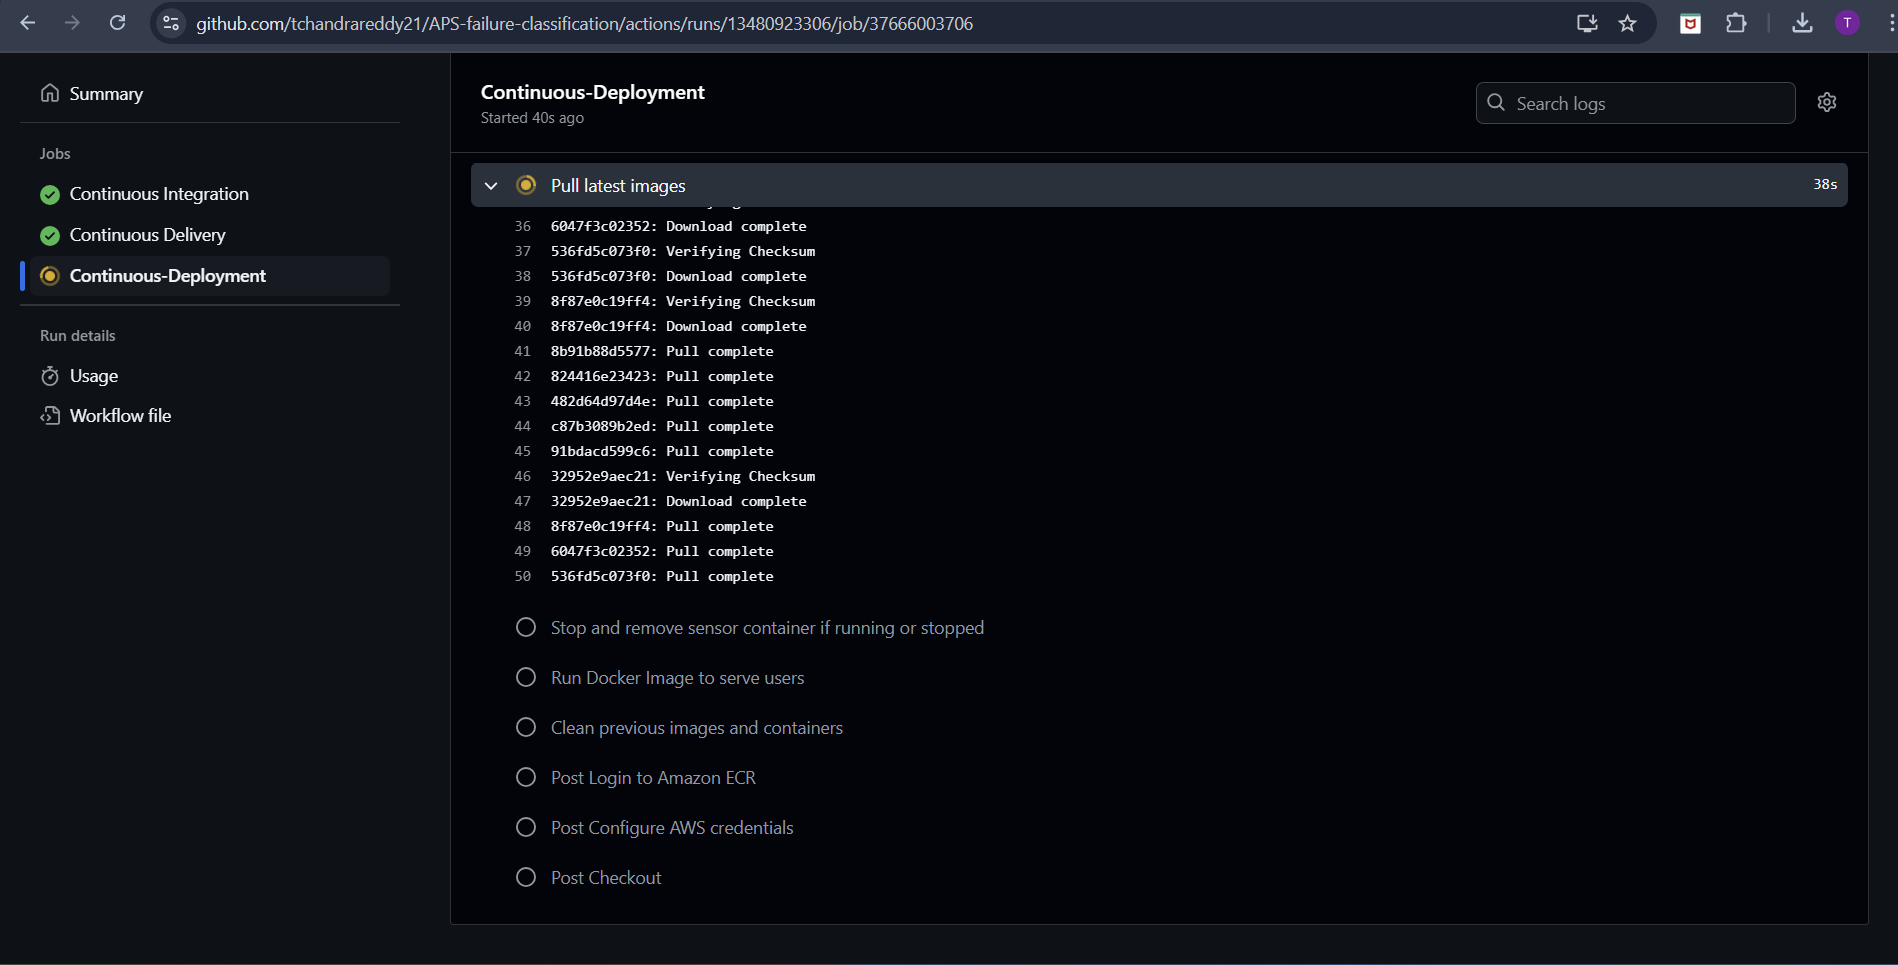 github.com/tchandrareddy21/APS-failure-classification/actions/runs/13480923306/job/37666003706
T
Summary
Jobs
Continuous Integration
Continuous Delivery
Continuous-Deployment
Run details
Usage
Workflow file
Continuous-Deployment
Started 40s ago
Search logs
Pull latest images
38s
36 6047f3c02352: Download complete
37 536fd5c073f0: Verifying Checksum
38 536fd5c073f0: Download complete
39 8f87e0c19ff4: Verifying Checksum
40 8f87e0c19ff4: Download complete
41 8b91b88d5577: Pull complete
42 824416e23423: Pull complete
43 482d64d97d4e: Pull complete
44 c87b3089b2ed: Pull complete
45 91bdacd599c6: Pull complete
46 32952e9aec21: Verifying Checksum
47 32952e9aec21: Download complete
48 8f87e0c19ff4: Pull complete
49 6047f3c02352: Pull complete
50 536fd5c073f0: Pull complete
Stop and remove sensor container if running or stopped
Run Docker Image to serve users
Clean previous images and containers
Post Login to Amazon ECR
Post Configure AWS credentials
Post Checkout